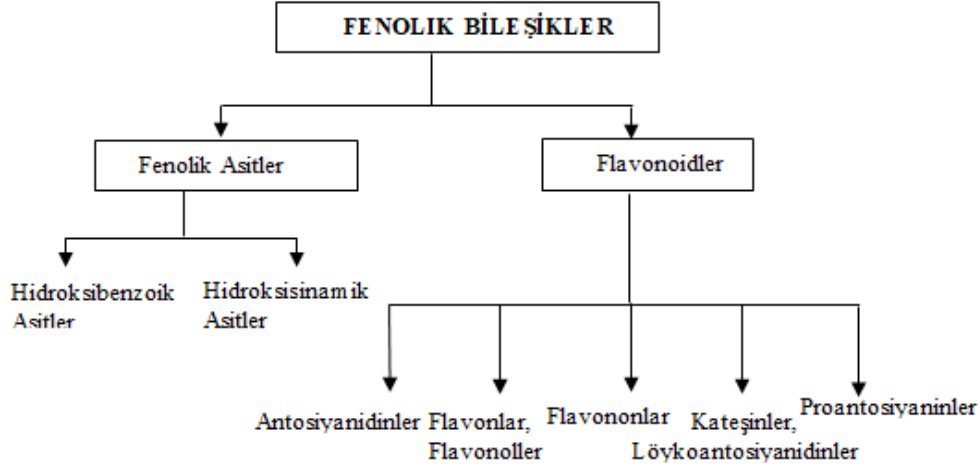 FENOLIK BİLEŞİKLER
Fenolik Asitler
Flavonoidler
Hidroksibenzoik
Asitler
Hidroksisinamik
Asitler
Antosiyanidinler
Flavonlar,
Flavonoller
Flavononlar
Kateşinler,
Löykoantosiyanidinler
Proantosiyaninler